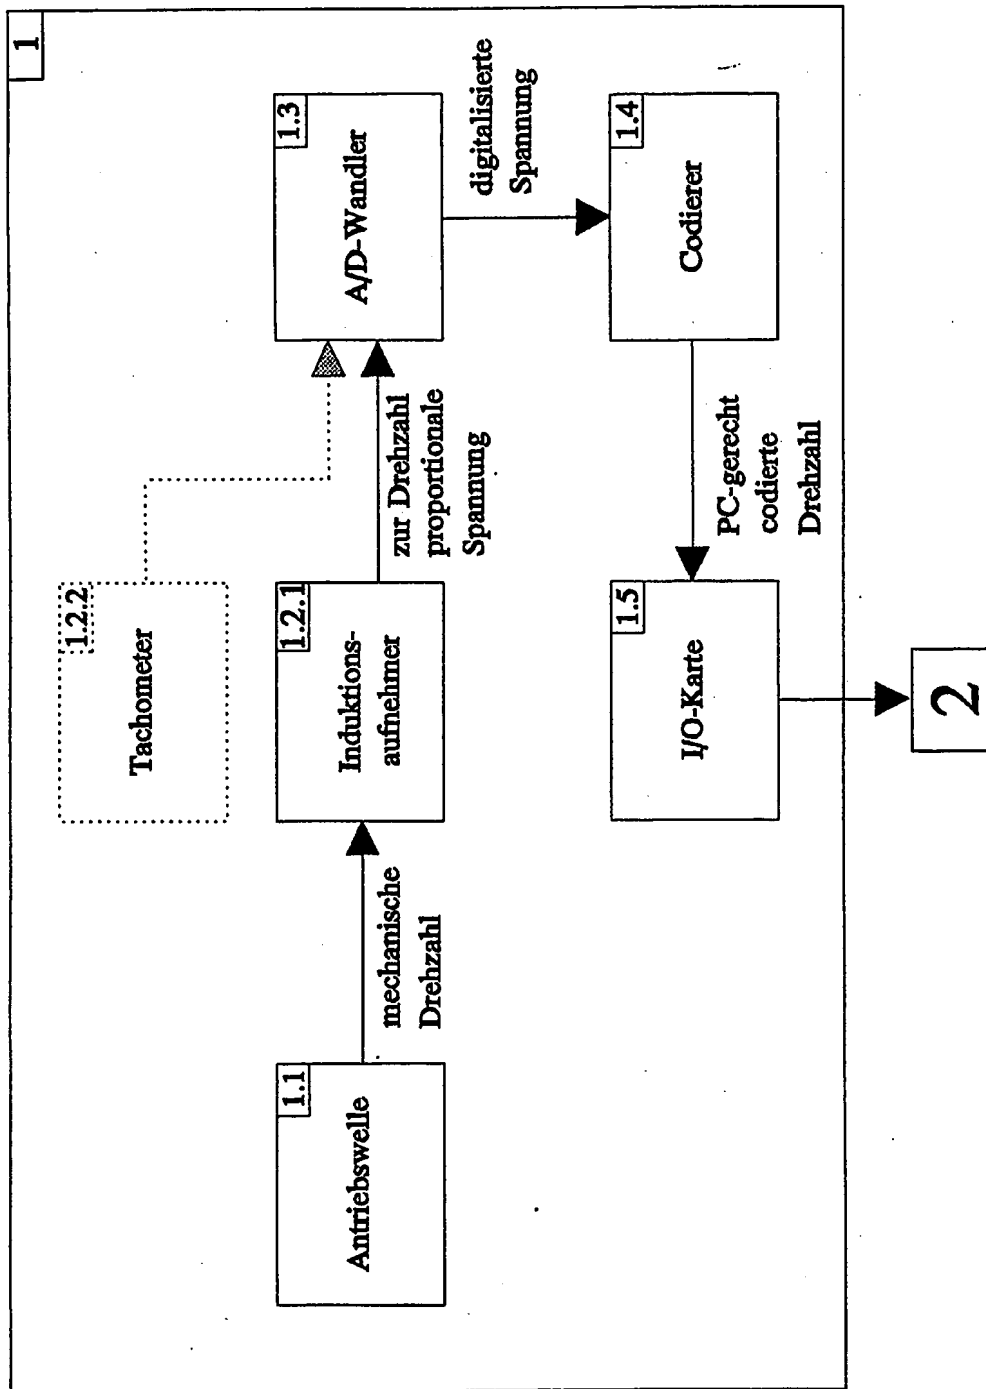 1
1.2.2
Tachometer
1.1
Antriebswelle
mechanische
Drehzahl
1.2.1
Induktions-
aufnehmer
zur Drehzahl
proportionale
Spannung
1.3
A/D-Wandler
digitalisierte
Spannung
1.4
Codierer
PC-gerecht
codierte
Drehzahl
1.5
I/O-Karte
2